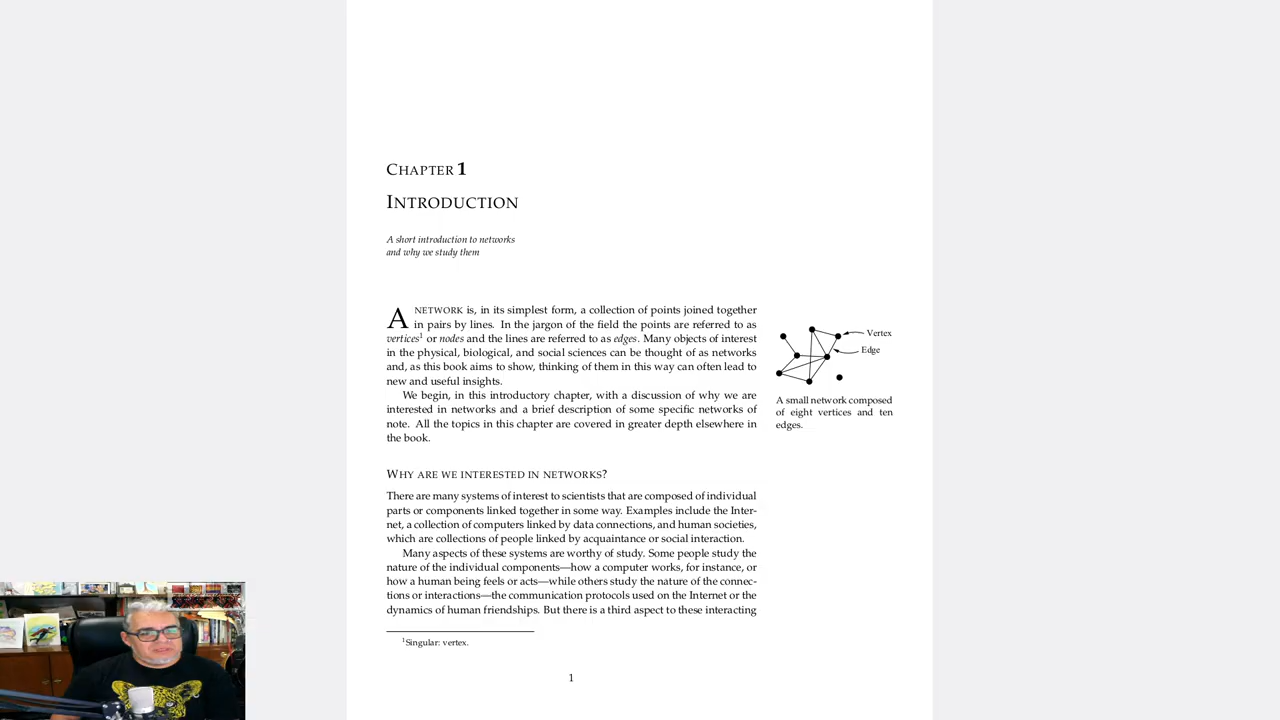 CHAPTER 1
INTRODUCTION
A short introduction to networks
and why we study them
A NETWORK is, in its simplest form, a collection of points joined together
in pairs by lines. In the jargon of the field the points are referred to as
vertices1 or nodes and the lines are referred to as edges. Many objects of interest
in the physical, biological, and social sciences can be thought of as networks
and, as this book aims to show, thinking of them in this way can often lead to
new and useful insights.
We begin, in this introductory chapter, with a discussion of why we are
interested in networks and a brief description of some specific networks of
note. All the topics in this chapter are covered in greater depth elsewhere in
the book.
Vertex
Edge
A small network composed
of eight vertices and ten
edges.
WHY ARE WE INTERESTED IN NETWORKS?
There are many systems of interest to scientists that are composed of individual
parts or components linked together in some way. Examples include the Inter-
net, a collection of computers linked by data connections, and human societies,
which are collections of people linked by acquaintance or social interaction.
Many aspects of these systems are worthy of study. Some people study the
nature of the individual components—how a computer works, for instance, or
how a human being feels or acts—while others study the nature of the connec-
tions or interactions—the communication protocols used on the Internet or the
dynamics of human friendships. But there is a third aspect to these interacting
1Singular: vertex.
1